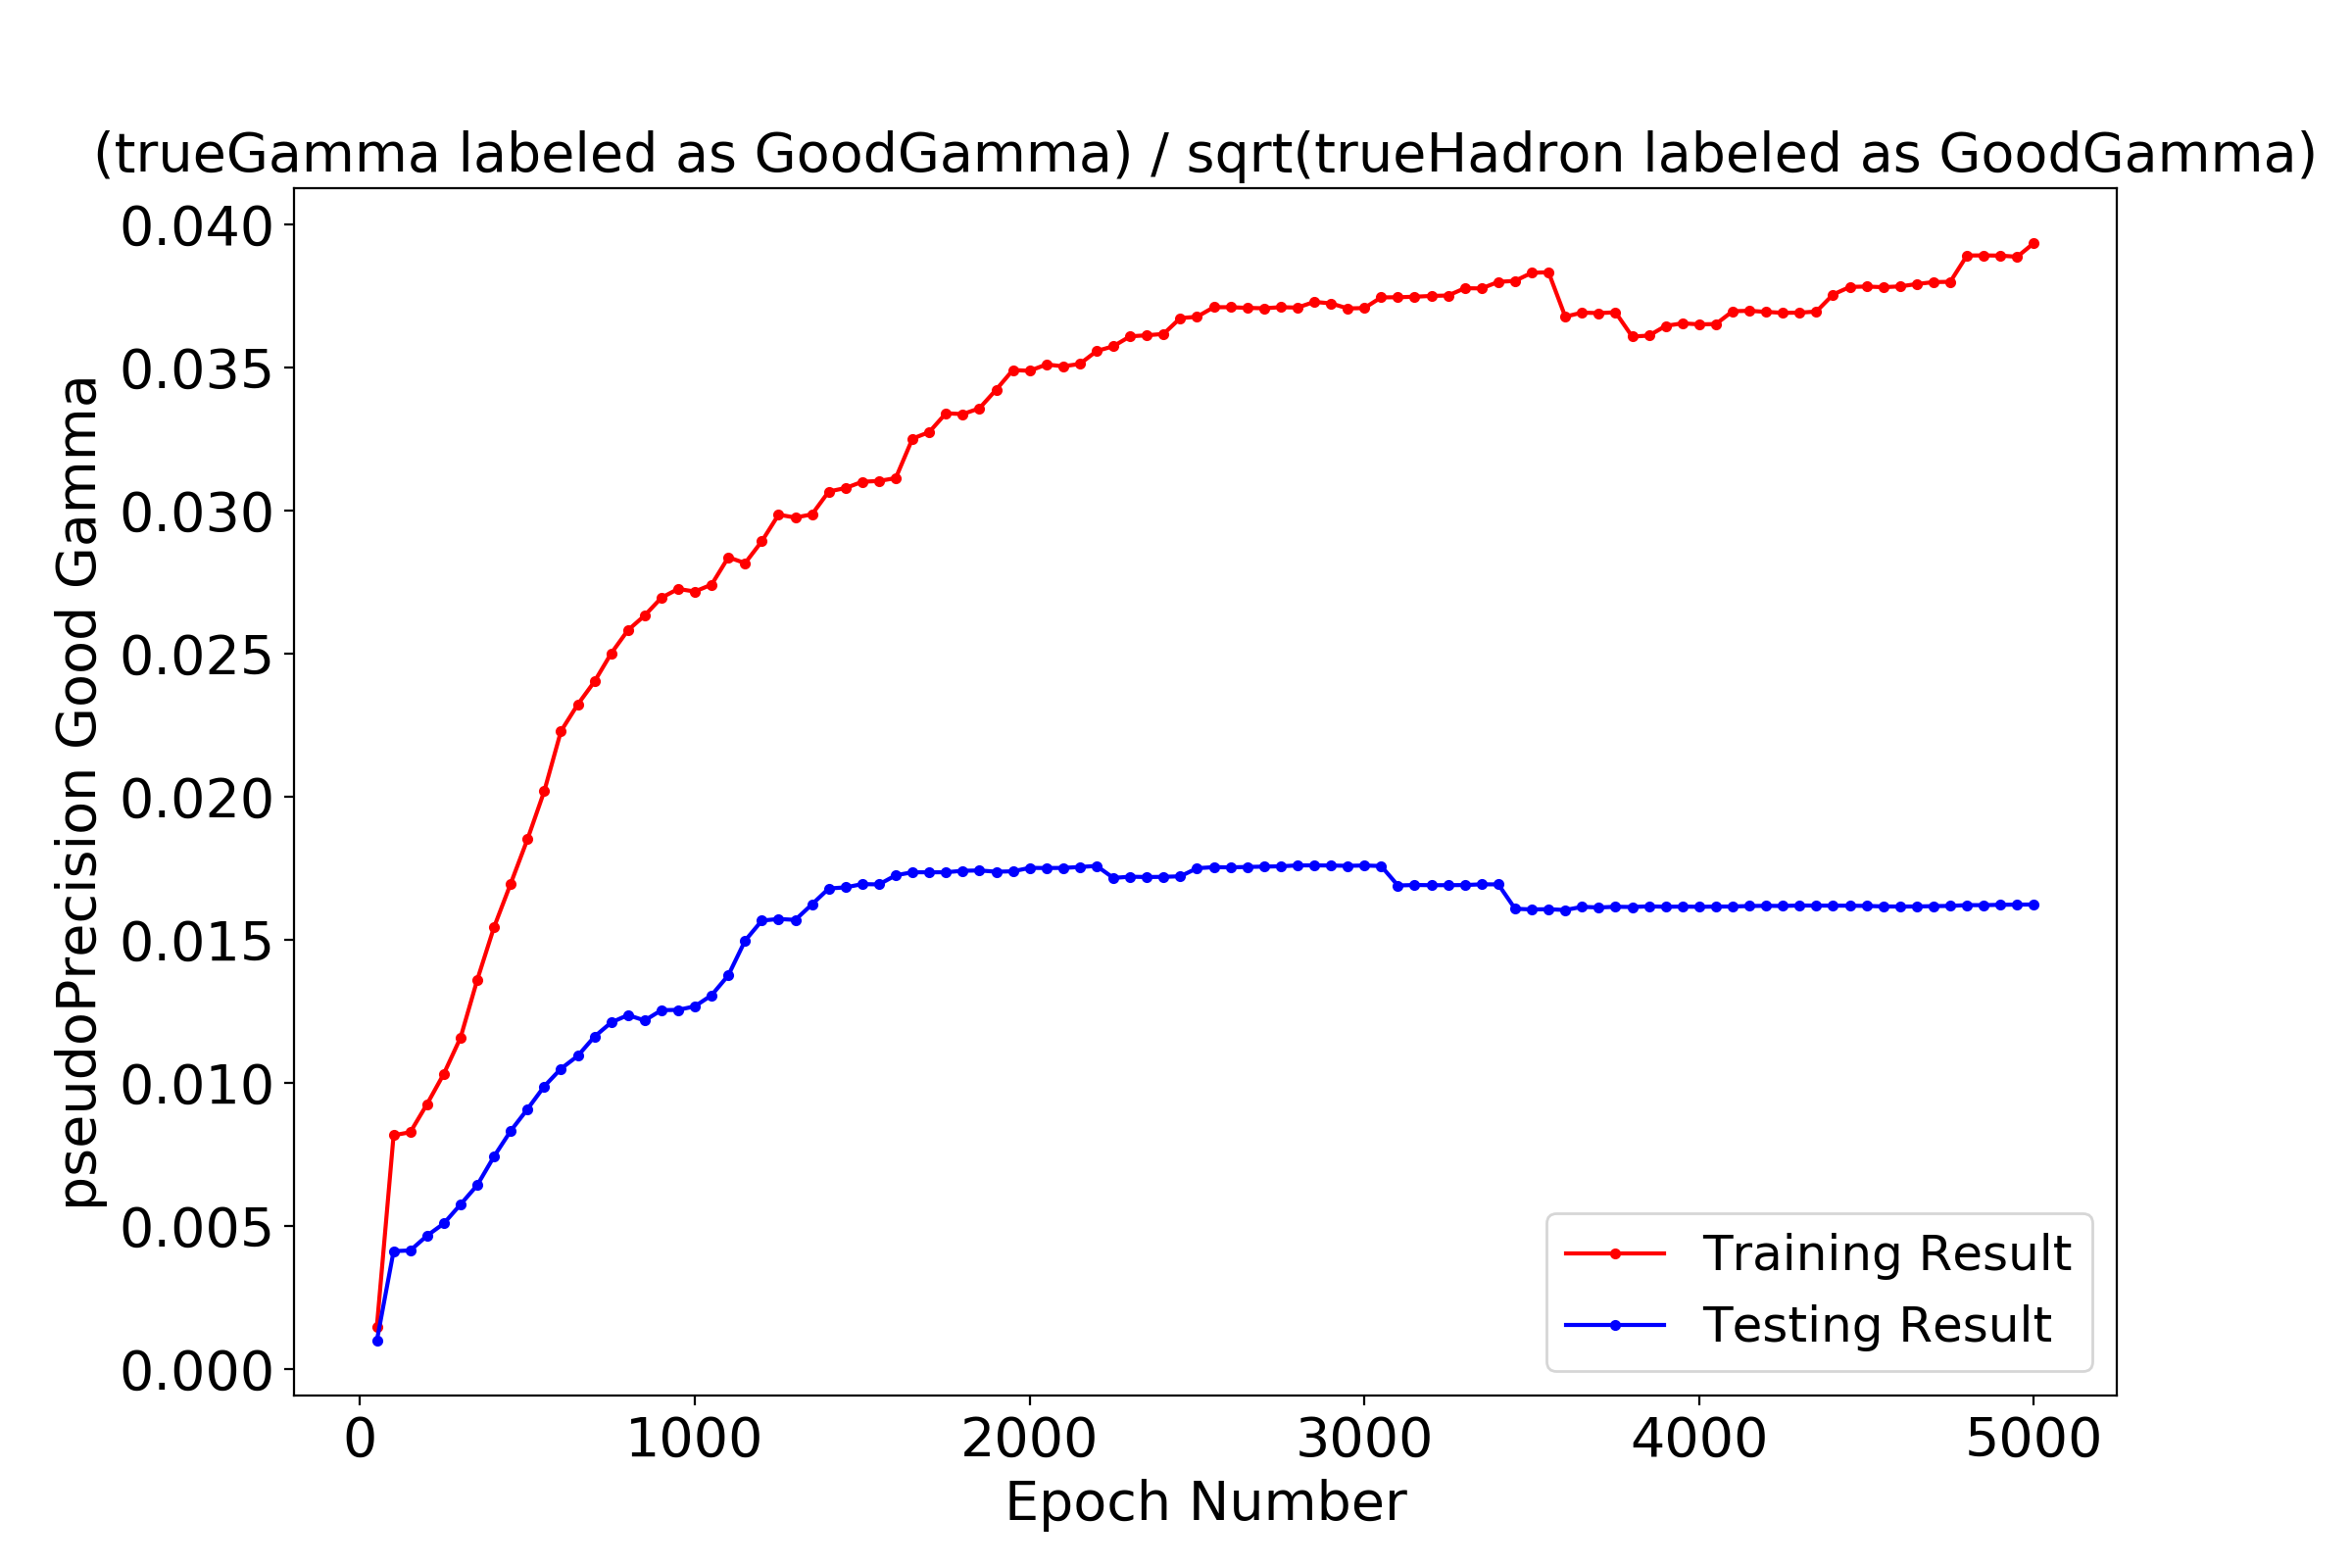 (trueGamma labeled as GoodGamma) / sqrt(trueHadron labeled as GoodGamma)
pseudoPrecision Good Gamma
0.040
0.035
0.030
0.025
0.020
0.015
0.010
0.005
0.000
Training Result
Testing Result
0 1000 2000 3000 4000 5000
Epoch Number